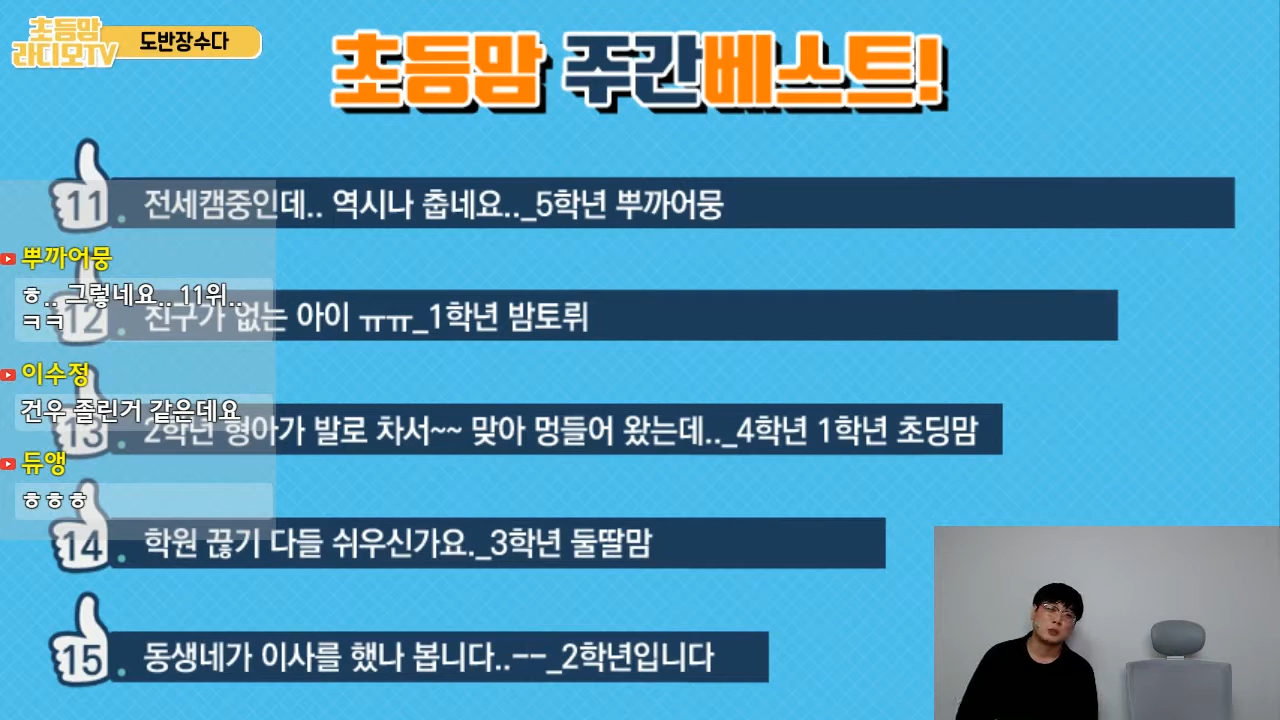 초등맘
라디오TV
도반장수다
초등맘 주간베스트!
11. 전세캠중인데.. 역시나 춥네요.._5학년 뿌까어뭉
뿌까어뭉
ㅎ.. 그렇네요.. 11위..
ㅋㅋ
12. 친구가 없는 아이 ㅠㅠ_1학년 밤토뤼
이수정
건우 졸린거 같은데요
13. 2학년 형아가 발로 차서~~ 맞아 멍들어 왔는데.._4학년 1학년 초딩맘
듀앵
ㅎㅎㅎ
14. 학원 끊기 다들 쉬우신가요._3학년 둘딸맘
15. 동생네가 이사를 했나 봅니다..--_2학년입니다